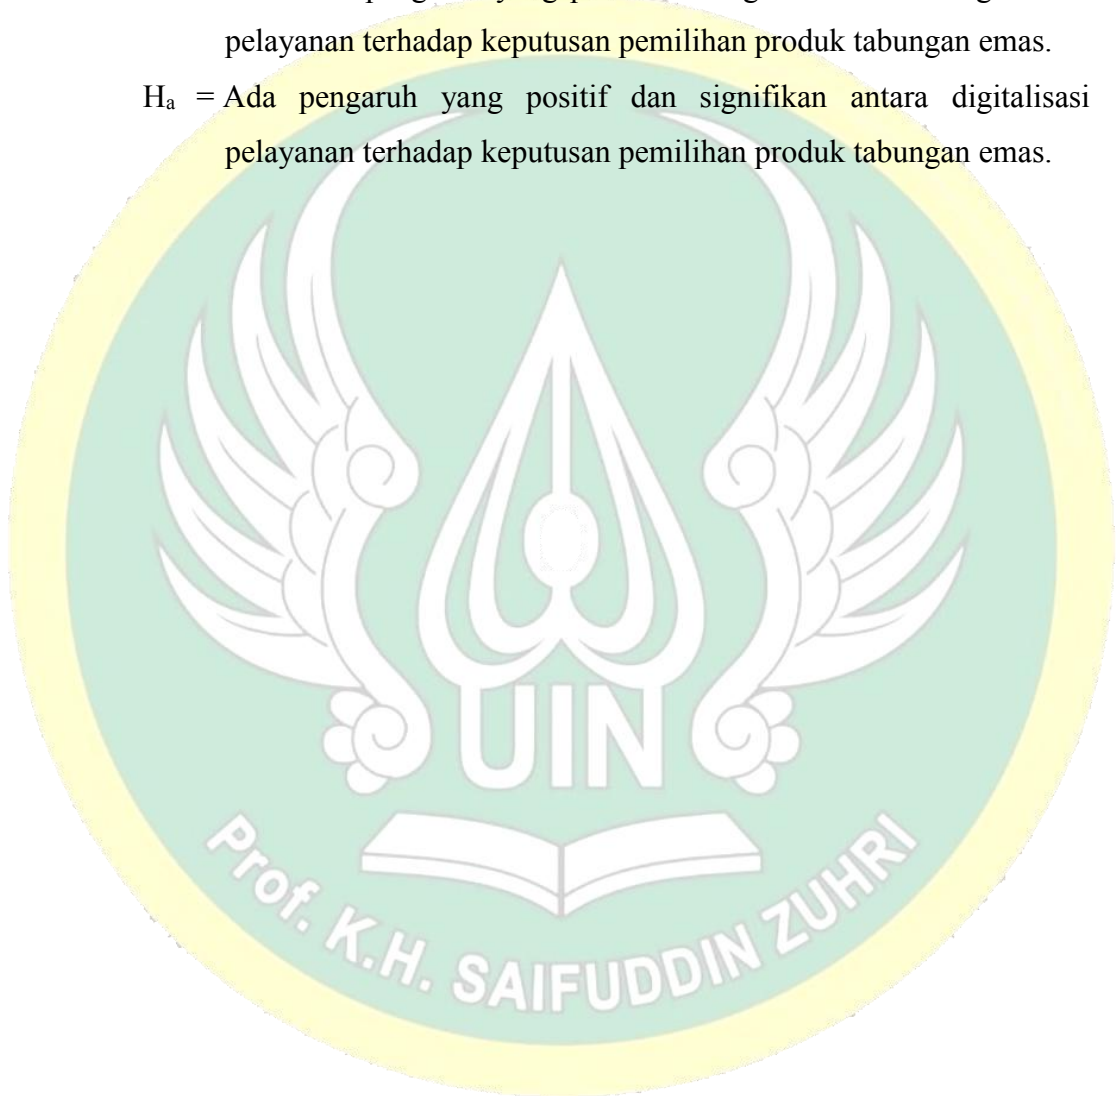 pelayanan terhadap keputusan pemilihan produk tabungan emas.
Hₐ = Ada pengaruh yang positif dan signifikan antara digitalisasi
pelayanan terhadap keputusan pemilihan produk tabungan emas.
UIN
Prof. K.H. SAIFUDDIN ZUHRI